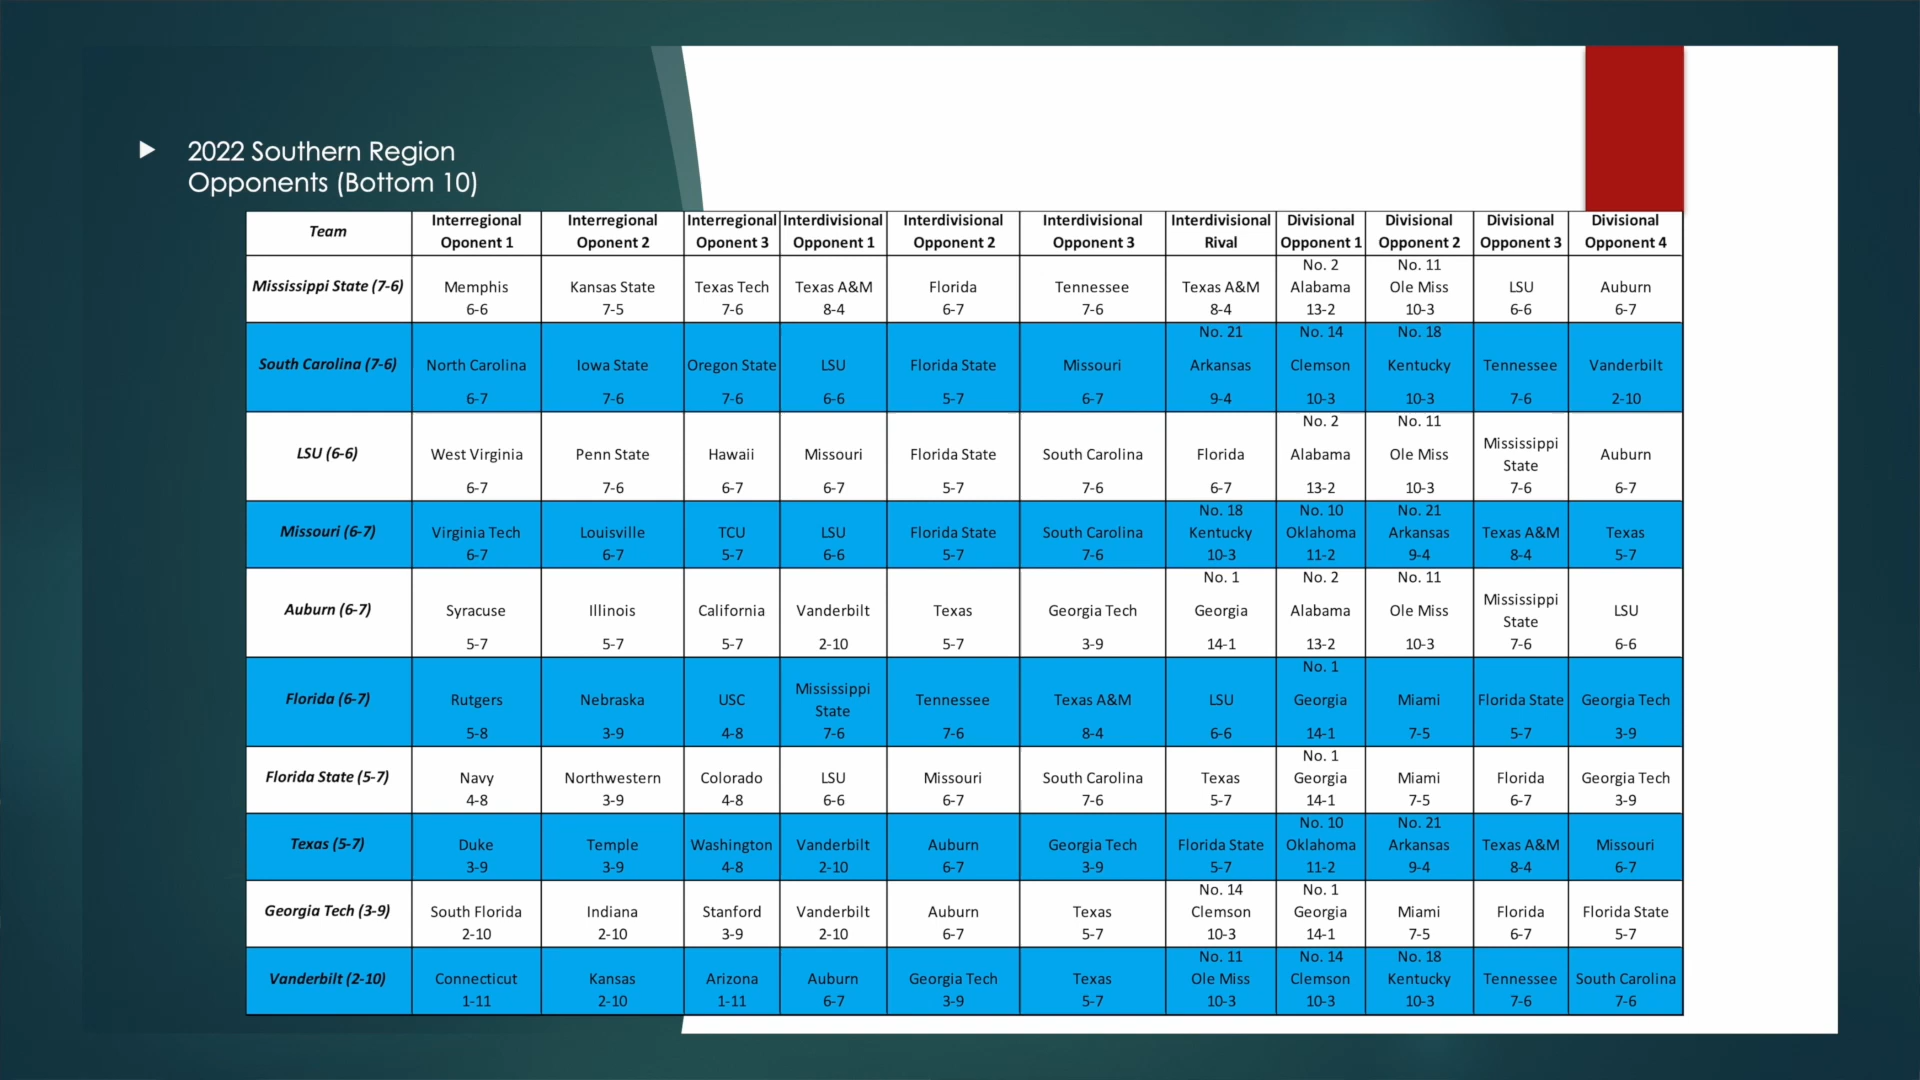 2022 Southern Region
Opponents (Bottom 10)
Team
Interregional Oponent 1
Interregional Oponent 2
Interregional Oponent 3
Interdivisional Opponent 1
Interdivisional Opponent 2
Interdivisional Opponent 3
Interdivisional Rival
Divisional Opponent 1
Divisional Opponent 2
Divisional Opponent 3
Divisional Opponent 4
Mississippi State (7-6)
Memphis 6-6
Kansas State 7-5
Texas Tech 7-6
Texas A&M 8-4
Florida 6-7
Tennessee 7-6
Texas A&M 8-4
No. 2 Alabama 13-2
No. 11 Ole Miss 10-3
LSU 6-6
Auburn 6-7
South Carolina (7-6)
North Carolina 6-7
Iowa State 7-6
Oregon State 7-6
LSU 6-6
Florida State 5-7
Missouri 6-7
No. 21 Arkansas 9-4
No. 14 Clemson 10-3
No. 18 Kentucky 10-3
Tennessee 7-6
Vanderbilt 2-10
LSU (6-6)
West Virginia 6-7
Penn State 7-6
Hawaii 6-7
Missouri 6-7
Florida State 5-7
South Carolina 7-6
Florida 6-7
No. 2 Alabama 13-2
No. 11 Ole Miss 10-3
Mississippi State 7-6
Auburn 6-7
Missouri (6-7)
Virginia Tech 6-7
Louisville 6-7
TCU 5-7
LSU 6-6
Florida State 5-7
South Carolina 7-6
No. 18 Kentucky 10-3
No. 10 Oklahoma 11-2
No. 21 Arkansas 9-4
Texas A&M 8-4
Texas 5-7
Auburn (6-7)
Syracuse 5-7
Illinois 5-7
California 5-7
Vanderbilt 2-10
Texas 5-7
Georgia Tech 3-9
No. 1 Georgia 14-1
No. 2 Alabama 13-2
No. 11 Ole Miss 10-3
Mississippi State 7-6
LSU 6-6
Florida (6-7)
Rutgers 5-8
Nebraska 3-9
USC 4-8
Mississippi State 7-6
Tennessee 7-6
Texas A&M 8-4
LSU 6-6
No. 1 Georgia 14-1
Miami 7-5
Florida State 5-7
Georgia Tech 3-9
Florida State (5-7)
Navy 4-8
Northwestern 3-9
Colorado 4-8
LSU 6-6
Missouri 6-7
South Carolina 7-6
Texas 5-7
No. 1 Georgia 14-1
Miami 7-5
Florida 6-7
Georgia Tech 3-9
Texas (5-7)
Duke 3-9
Temple 3-9
Washington 4-8
Vanderbilt 2-10
Auburn 6-7
Georgia Tech 3-9
Florida State 5-7
No. 10 Oklahoma 11-2
No. 21 Arkansas 9-4
Texas A&M 8-4
Missouri 6-7
Georgia Tech (3-9)
South Florida 2-10
Indiana 2-10
Stanford 3-9
Vanderbilt 2-10
Auburn 6-7
Texas 5-7
No. 14 Clemson 10-3
No. 1 Georgia 14-1
Miami 7-5
Florida 6-7
Florida State 5-7
Vanderbilt (2-10)
Connecticut 1-11
Kansas 2-10
Arizona 1-11
Auburn 6-7
Georgia Tech 3-9
Texas 5-7
No. 11 Ole Miss 10-3
No. 14 Clemson 10-3
No. 18 Kentucky 10-3
Tennessee 7-6
South Carolina 7-6